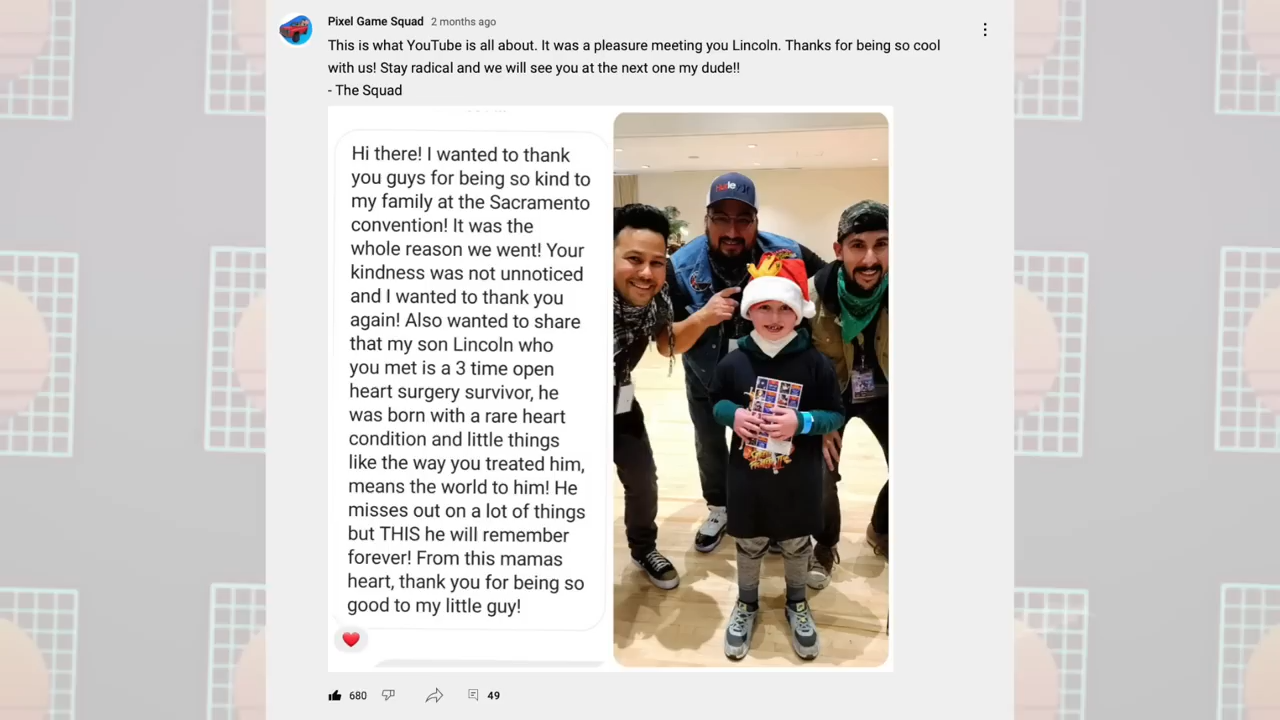 Pixel Game Squad 2 months ago
This is what YouTube is all about. It was a pleasure meeting you Lincoln. Thanks for being so cool
with us! Stay radical and we will see you at the next one my dude!!
- The Squad
Hi there! I wanted to thank
you guys for being so kind to
my family at the Sacramento
convention! It was the
whole reason we went! Your
kindness was not unnoticed
and I wanted to thank you
again! Also wanted to share
that my son Lincoln who
you met is a 3 time open
heart surgery survivor, he
was born with a rare heart
condition and little things
like the way you treated him,
means the world to him! He
misses out on a lot of things
but THIS he will remember
forever! From this mamas
heart, thank you for being so
good to my little guy!
680
49